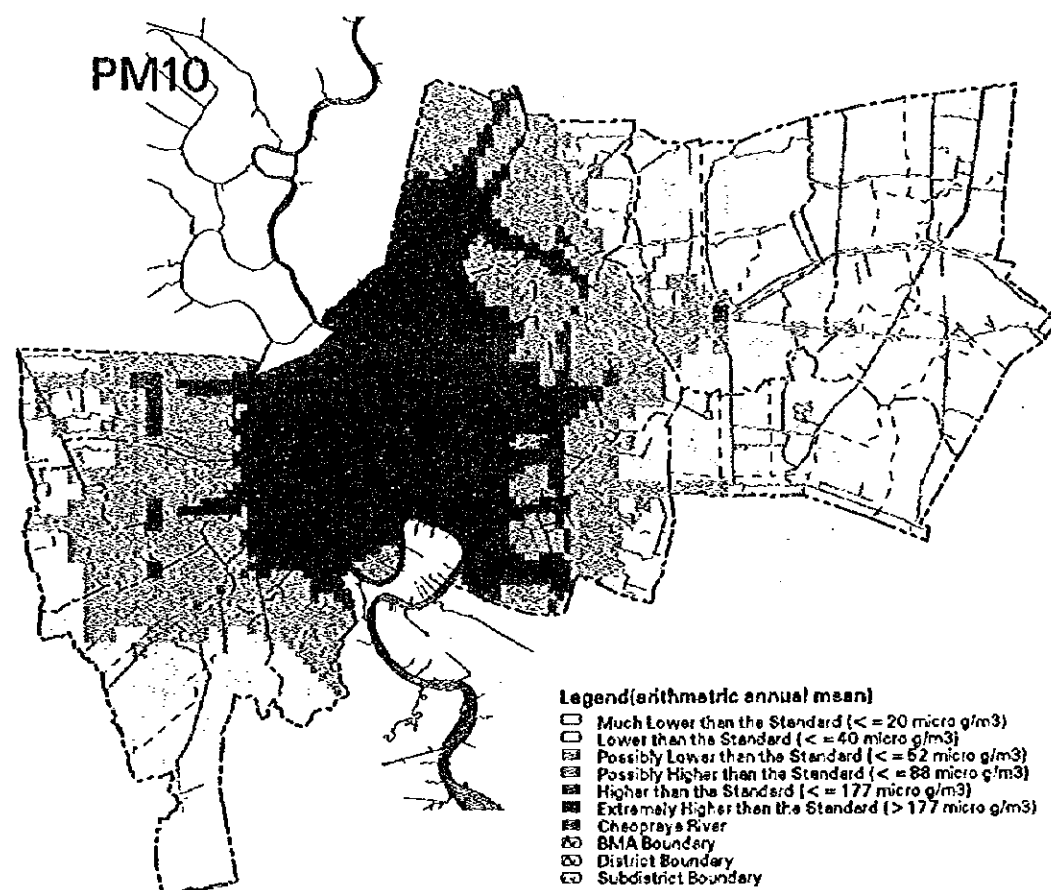 PM10
Legend(arithmetric annual mean)
Much Lower than the Standard (< = 20 micro g/m3)
Lower than the Standard (< = 40 micro g/m3)
Possibly Lower than the Standard (< = 52 micro g/m3)
Possibly Higher than the Standard (< = 88 micro g/m3)
Higher than the Standard (< = 177 micro g/m3)
Extremely Higher than the Standard (> 177 micro g/m3)
Chaopraya River
BMA Boundary
District Boundary
Subdistrict Boundary